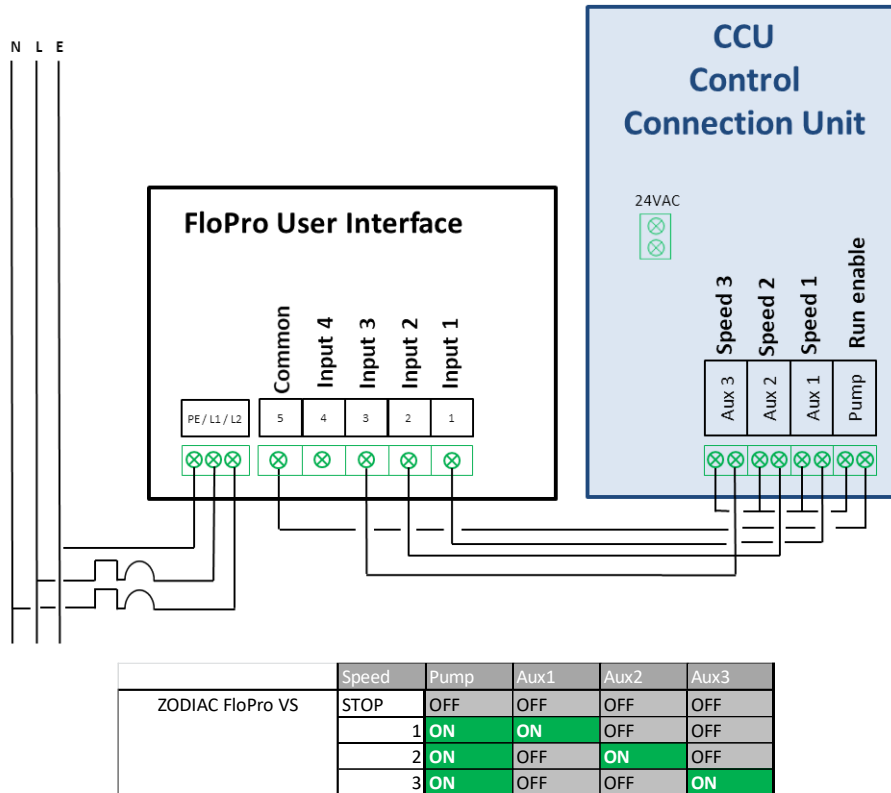 N L E
CCU
Control
Connection Unit
24VAC
FloPro User Interface
Common
Input 4
Input 3
Input 2
Input 1
Speed 3
Speed 2
Speed 1
Run enable
PE/ L1 / L2
5
4
3
2
1
Aux 3
Aux 2
Aux 1
Pump
Speed Pump Aux1 Aux2 Aux3
ZODIAC FloPro VS STOP OFF OFF OFF OFF
1 ON ON OFF OFF
2 ON OFF ON OFF
3 ON OFF OFF ON